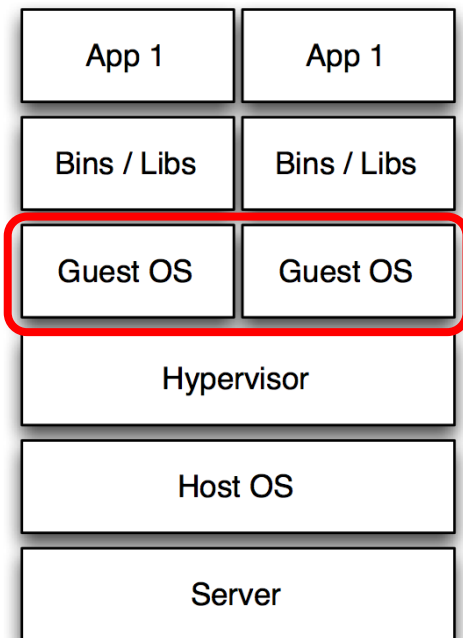 App 1 App 1
Bins / Libs Bins / Libs
Guest OS Guest OS
Hypervisor
Host OS
Server